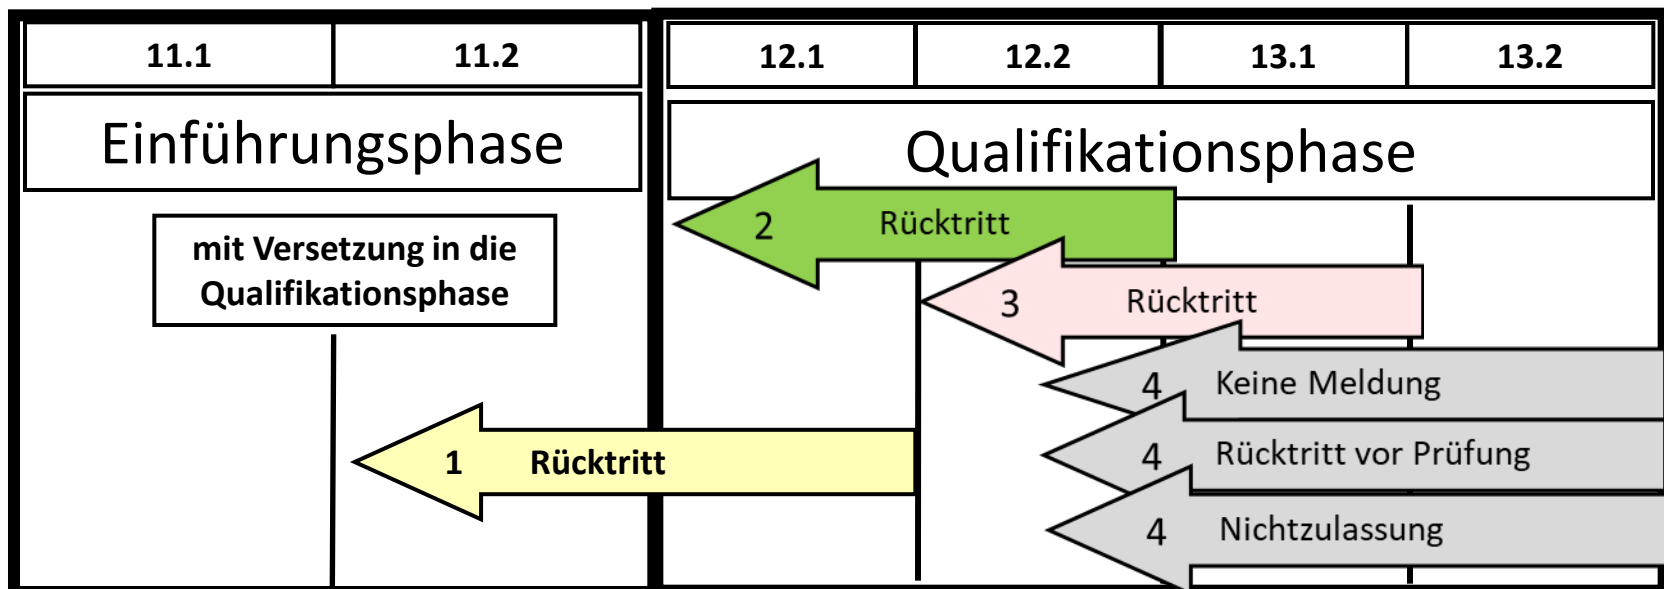 11.1
11.2
12.1
12.2
13.1
13.2
Einführungsphase
Qualifikationsphase
mit Versetzung in die
Qualifikationsphase
2 Rücktritt
3 Rücktritt
4 Keine Meldung
1 Rücktritt
4 Rücktritt vor Prüfung
4 Nichtzulassung